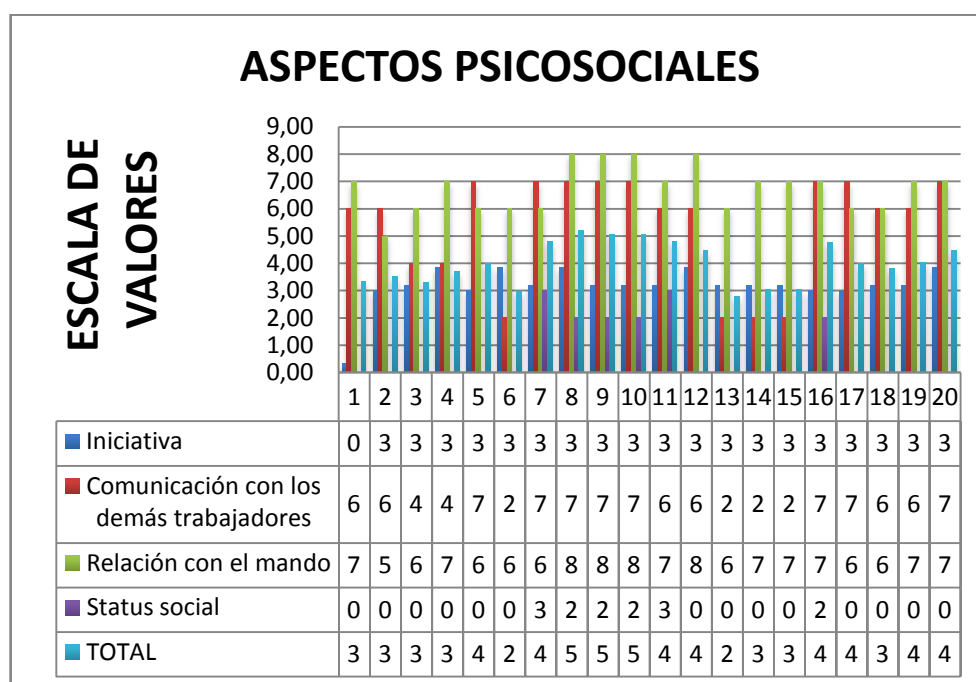 ASPECTOS PSICOSOCIALES
ESCALA DE
VALORES
9,00
8,00
7,00
6,00
5,00
4,00
3,00
2,00
1,00
0,00
1 2 3 4 5 6 7 8 9 10 11 12 13 14 15 16 17 18 19 20
Iniciativa 0 3 3 3 3 3 3 3 3 3 3 3 3 3 3 3 3 3 3 3
Comunicación con los
demás trabajadores 6 6 4 4 7 2 7 7 7 7 6 6 2 2 2 7 7 6 6 7
Relación con el mando 7 5 6 7 6 6 6 8 8 8 7 8 6 7 7 7 6 6 7 7
Status social 0 0 0 0 0 0 3 2 2 2 3 0 0 0 0 2 0 0 0 0
TOTAL 3 3 3 3 4 2 4 5 5 5 4 4 2 3 3 4 4 3 4 4